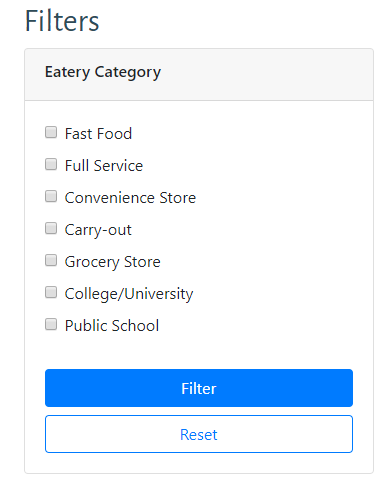 Filters
Eatery Category
Fast Food
Full Service
Convenience Store
Carry-out
Grocery Store
College/University
Public School
Filter
Reset